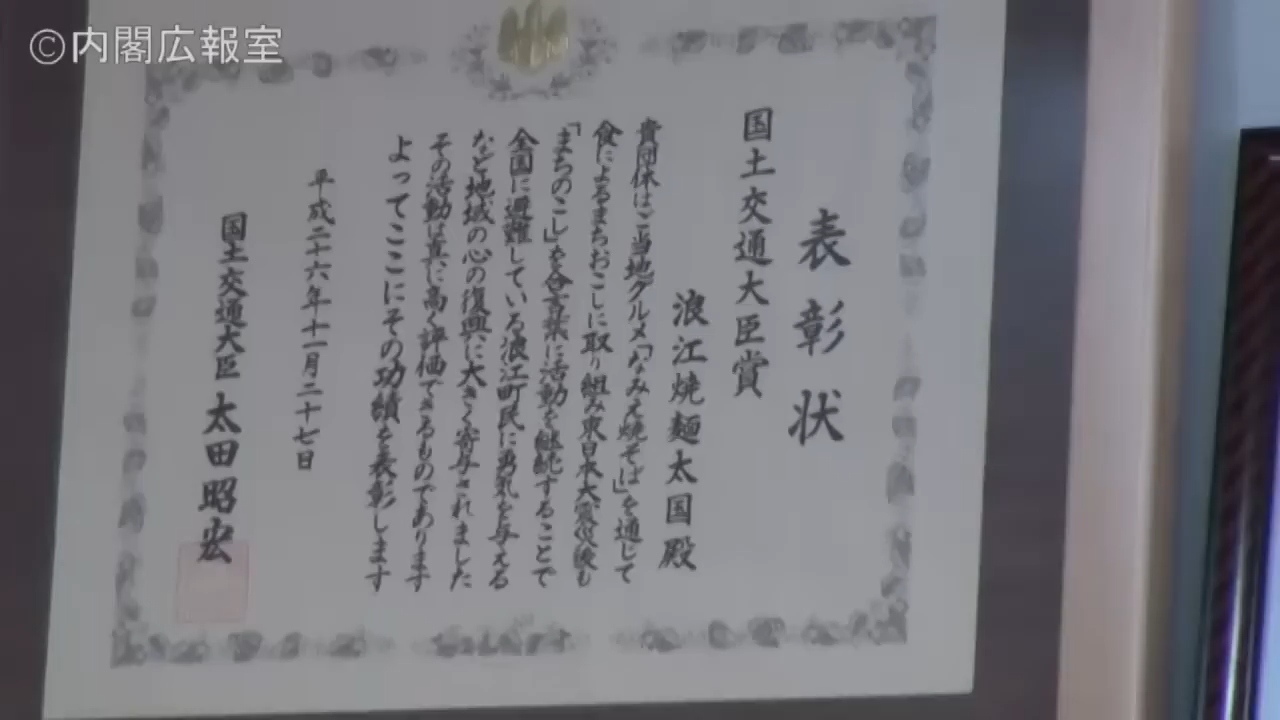 ©内閣広報室
表彰状
国土交通大臣賞
浪江焼麺太国殿
貴団体はご当地グルメ「なみえ焼そば」を通じて
食によるまちおこしに取り組み東日本大震災後も
「まちのこし」を合言葉に活動を継続することで
全国に避難している浪江町民に勇気を与える
など地域の心の復興に大きく寄与されました
その活動は真に高く評価できるものであります
よってここにその功績を表彰します
平成二十六年十一月二十七日
国土交通大臣 太田昭宏